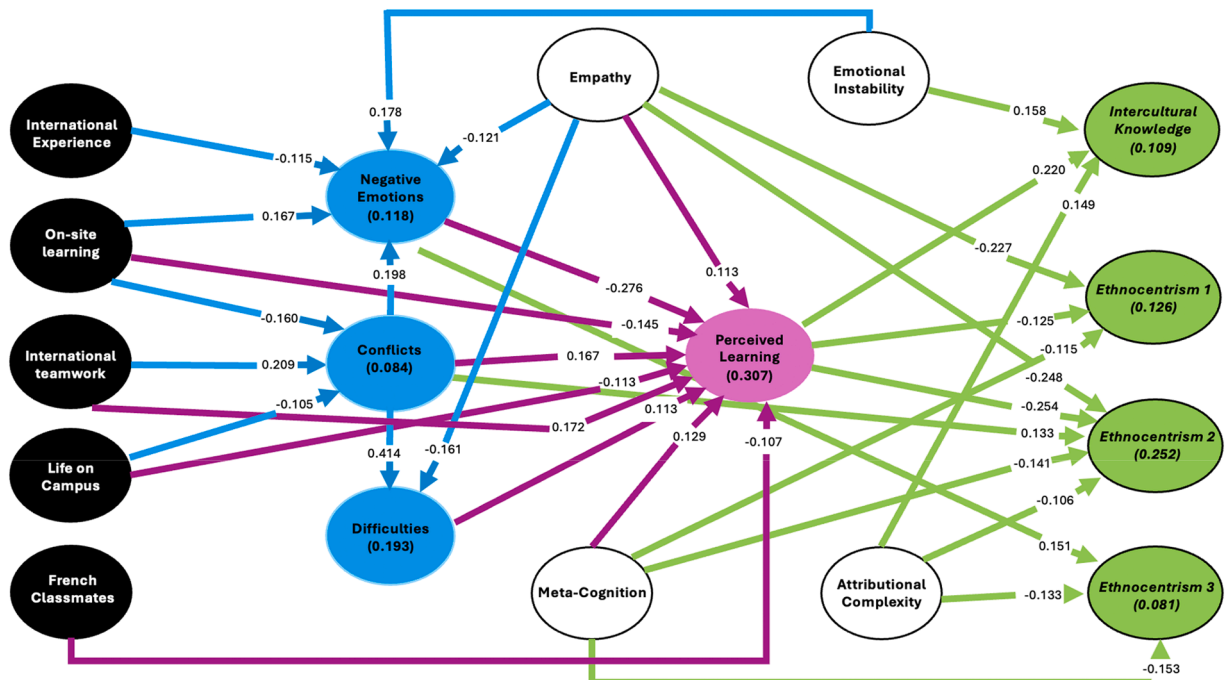 Empathy
Emotional
Instability
0.178
-0.121
0.158
International
Experience
-0.115
Intercultural
Knowledge
(0.109)
Negative
Emotions
(0.118)
0.220
0.149
On-site
learning
0.167
0.198
-0.227
0.113
-0.276
-0.160
-0.145
Ethnocentrism 1
(0.126)
-0.125
-0.115
International
teamwork
0.209
Conflicts
(0.084)
0.167
Perceived
Learning
(0.307)
-0.113
-0.248
-0.105
0.113
-0.254
0.172
0.129
-0.107
0.133
Ethnocentrism 2
(0.252)
0.414
-0.161
-0.141
Life on
Campus
-0.106
Difficulties
(0.193)
0.151
French
Classmates
Meta-Cognition
Attributional
Complexity
-0.133
Ethnocentrism 3
(0.081)
-0.153